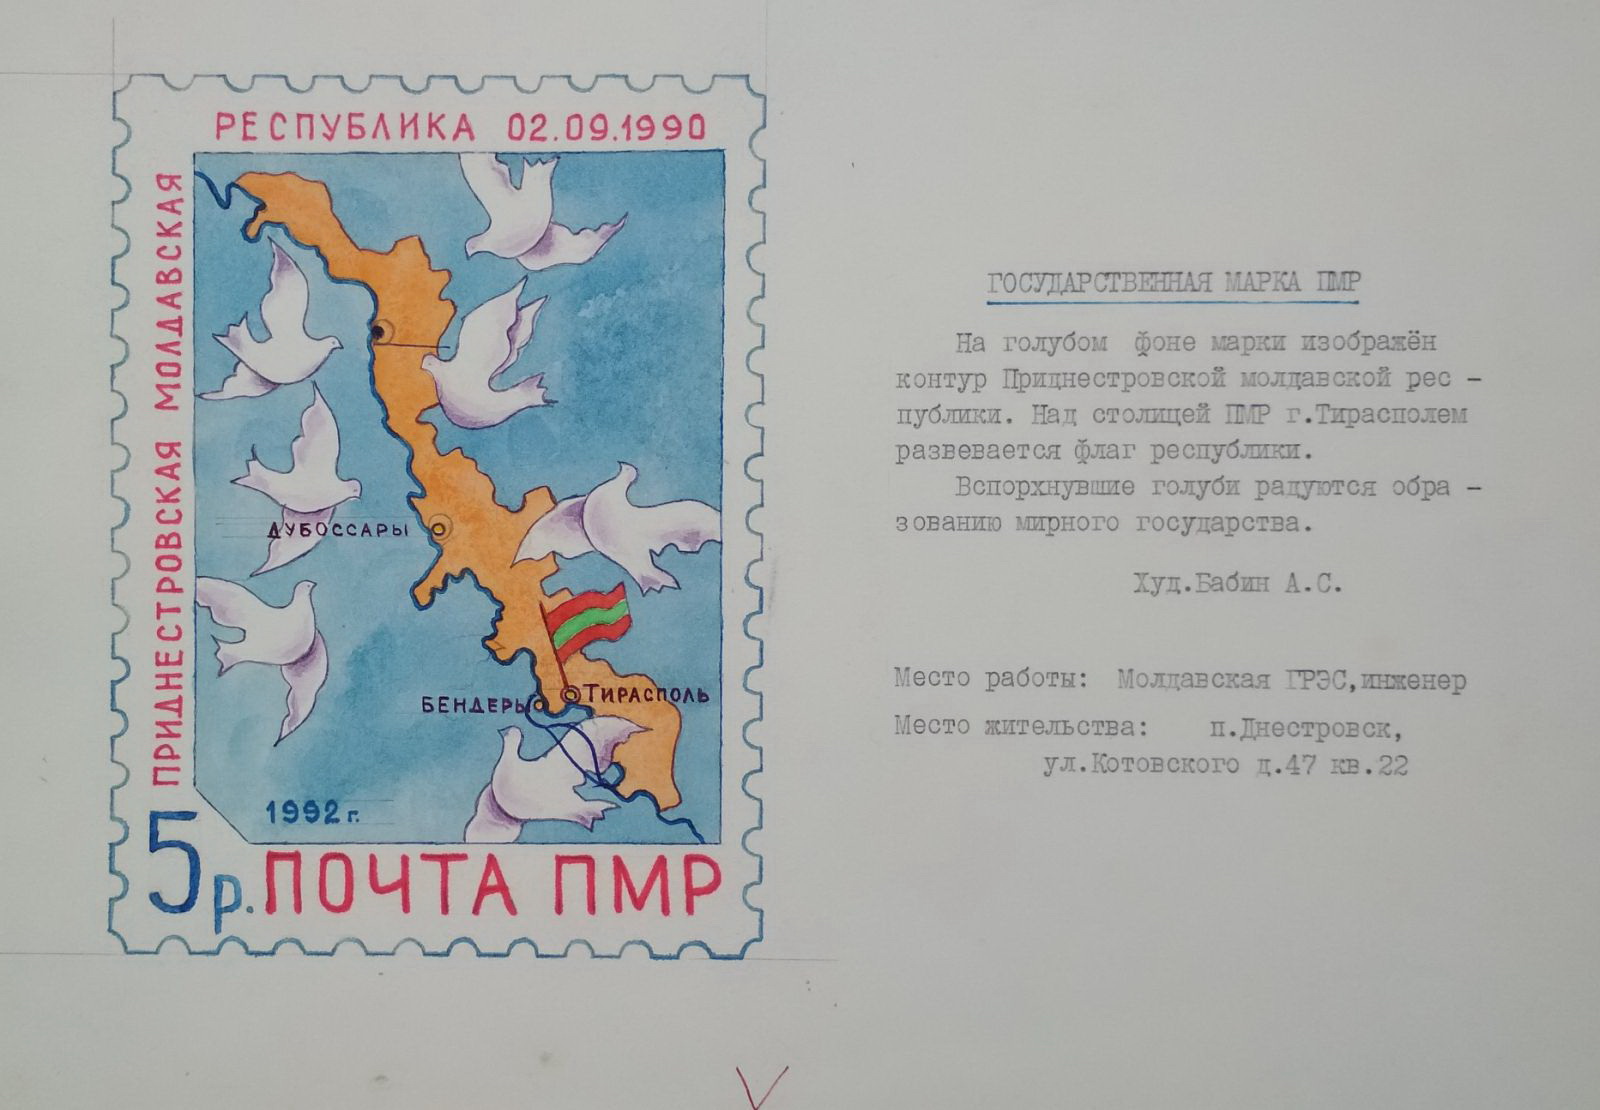 РЕСПУБЛИКА 02.09.1990
ПРИДНЕСТРОВСКАЯ МОЛДАВСКАЯ
ДУБОССАРЫ
БЕНДЕРЫ
ТИРАСПОЛЬ
1992 г.
5р. ПОЧТА ПМР
ГОСУДАРСТВЕННАЯ МАРКА ПМР
На голубом фоне марки изображён
контур Приднестровской молдавской рес -
публики. Над столицей ПМР г.Тирасполем
развевается флаг республики.
Вспорхнувшие голуби радуются обра -
зованию мирного государства.
Худ.Бабин А.С.
Место работы: Молдавская ГРЭС,инженер
Место жительства: п.Днестровск,
ул.Котовского д.47 кв.22